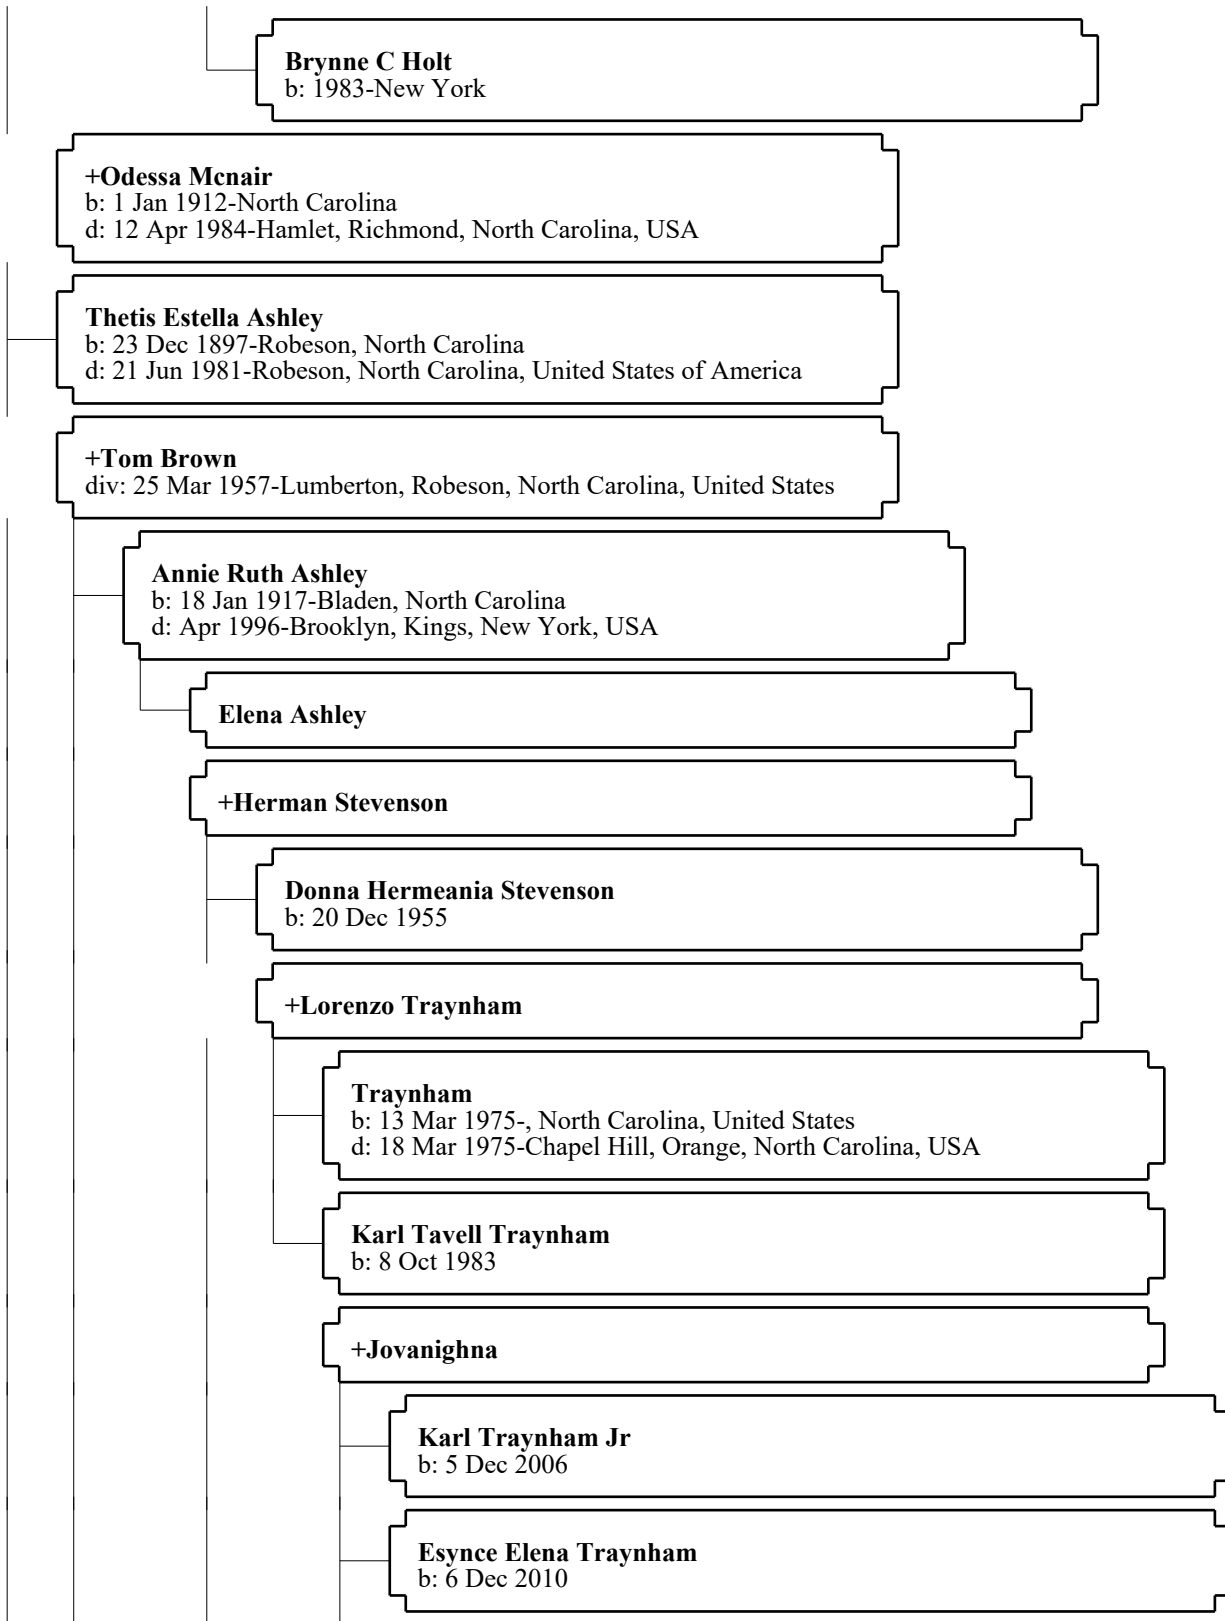 Brynne C Holt
b: 1983-New York
+Odessa Mcnair
b: 1 Jan 1912-North Carolina
d: 12 Apr 1984-Hamlet, Richmond, North Carolina, USA
Thetis Estella Ashley
b: 23 Dec 1897-Robeson, North Carolina
d: 21 Jun 1981-Robeson, North Carolina, United States of America
+Tom Brown
div: 25 Mar 1957-Lumberton, Robeson, North Carolina, United States
Annie Ruth Ashley
b: 18 Jan 1917-Bladen, North Carolina
d: Apr 1996-Brooklyn, Kings, New York, USA
Elena Ashley
+Herman Stevenson
Donna Hermeania Stevenson
b: 20 Dec 1955
+Lorenzo Traynham
Traynham
b: 13 Mar 1975-, North Carolina, United States
d: 18 Mar 1975-Chapel Hill, Orange, North Carolina, USA
Karl Tavell Traynham
b: 8 Oct 1983
+Jovanighna
Karl Traynham Jr
b: 5 Dec 2006
Esynce Elena Traynham
b: 6 Dec 2010